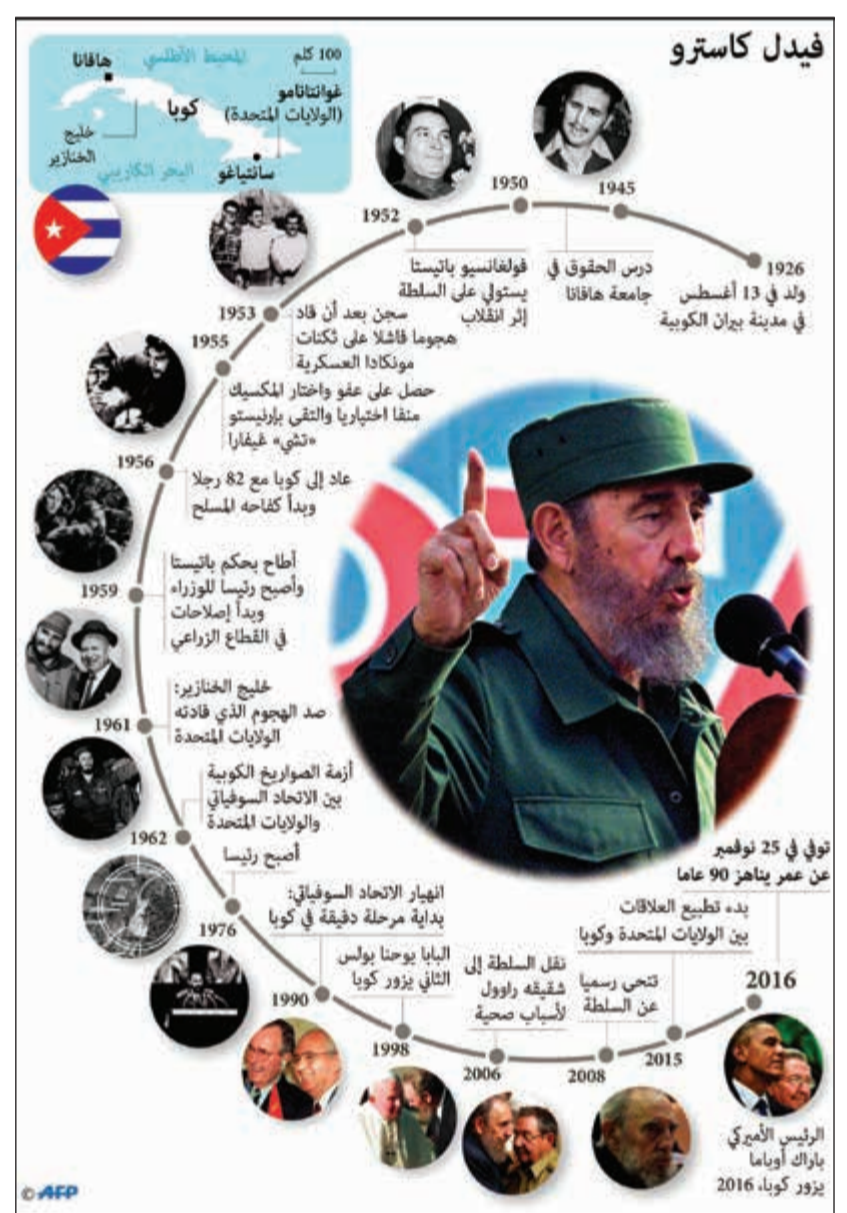 فيدل كاسترو
100 كلم
المحيط الأطلسي
هافانا
غوانتانامو
(الولايات المتحدة)
كوبا
خليج
الخنازير
البحر الكاريبي
سانتياغو
1926
ولد في 13 أغسطس
في مدينة بيران الكوبية
1945
1950
درس الحقوق في
جامعة هافانا
1952
فولغانسيو باتيستا
يستولي على السلطة
إثر انقلاب
1953
سجن بعد أن قاد
هجوما فاشلا على ثكنات
مونكادا العسكرية
1955
حصل على عفو واختار المكسيك
منفا اختياريا والتقى بإرنيستو
«تشي» غيفارا
1956
عاد إلى كوبا مع 82 رجلا
وبدأ كفاحه المسلح
1959
أطاح بحكم باتيستا
وأصبح رئيسا للوزراء
وبدأ إصلاحات
في القطاع الزراعي
1961
خليج الخنازير:
صد الهجوم الذي قادته
الولايات المتحدة
1962
أزمة الصواريخ الكوبية
بين الاتحاد السوفياتي
والولايات المتحدة
1976
أصبح رئيسا
1990
انهيار الاتحاد السوفياتي:
بداية مرحلة دقيقة في كوبا
1998
البابا يوحنا بولس
الثاني يزور كوبا
2006
نقل السلطة إلى
شقيقه راوول
لأسباب صحية
2008
تنحى رسميا
عن السلطة
2015
بدء تطبيع العلاقات
بين الولايات المتحدة وكوبا
2016
توفي في 25 نوفمبر
عن عمر يناهز 90 عاما
الرئيس الأميركي
باراك أوباما
يزور كوبا، 2016
© AFP